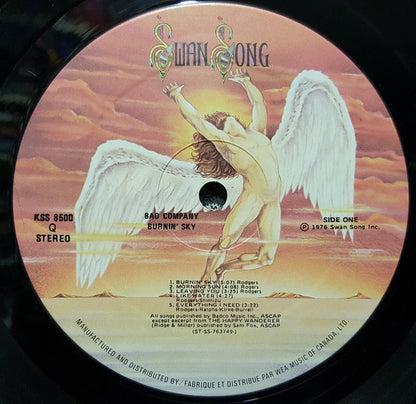 SWAN SONG
KSS 8500
Q
STEREO
BAD COMPANY
BURNIN' SKY
SIDE ONE
Ⓟ 1976 Swan Song Inc.
1. BURNIN' SKY (5:07) Rodgers
2. MORNING SUN (4:08) Rodgers
3. LEAVING YOU (3:25) Rodgers
4. LIKE WATER (4:27)
Rodgers-Shimizu
5. EVERYTHING I NEED (3:22)
Rodgers-Ralphs-Kirke-Burrell
All songs published by Badco Music Inc., ASCAP
except excerpt from THE HAPPY WANDERER
(Ridge & Miller) published by Sam Fox, ASCAP
(ST-SS-763749-)
MANUFACTURED AND DISTRIBUTED BY / FABRIQUE ET DISTRIBUE PAR WEA MUSIC OF CANADA, LTD.